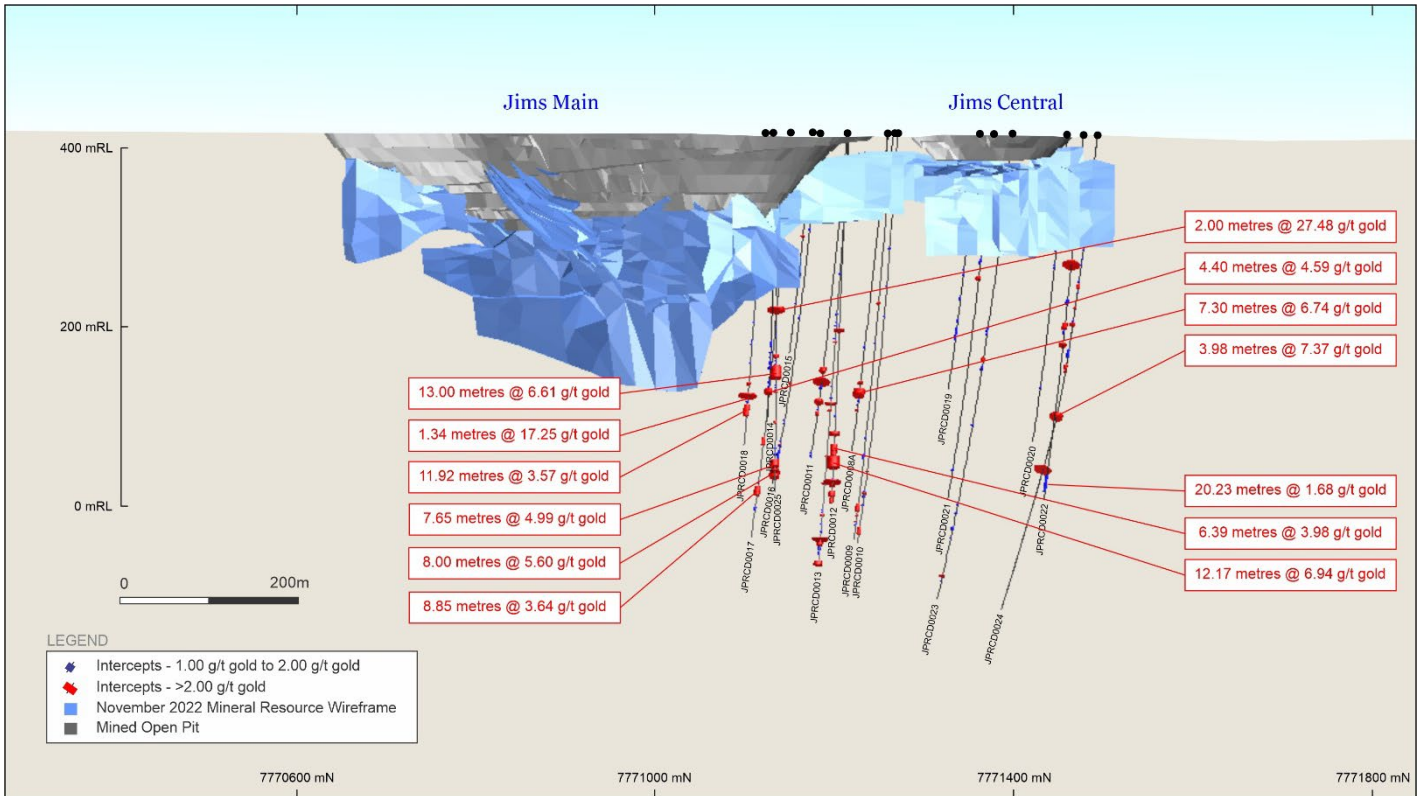 Jims Main
Jims Central
400 mRL
200 mRL
0 mRL
2.00 metres @ 27.48 g/t gold
4.40 metres @ 4.59 g/t gold
7.30 metres @ 6.74 g/t gold
3.98 metres @ 7.37 g/t gold
13.00 metres @ 6.61 g/t gold
1.34 metres @ 17.25 g/t gold
11.92 metres @ 3.57 g/t gold
7.65 metres @ 4.99 g/t gold
8.00 metres @ 5.60 g/t gold
8.85 metres @ 3.64 g/t gold
20.23 metres @ 1.68 g/t gold
6.39 metres @ 3.98 g/t gold
12.17 metres @ 6.94 g/t gold
JPRCD0018
JPRCD0017
JPRCD0016
JPRCD0014
JPRCD0025
JPRCD0015
JPRCD0011
JPRCD0013
JPRCD0012
JPRCD0008A
JPRCD0009
JPRCD0010
JPRCD0019
JPRCD0021
JPRCD0023
JPRCD0020
JPRCD0022
JPRCD0024
0 200m
LEGEND
Intercepts - 1.00 g/t gold to 2.00 g/t gold
Intercepts - >2.00 g/t gold
November 2022 Mineral Resource Wireframe
Mined Open Pit
7770600 mN
7771000 mN
7771400 mN
7771800 mN